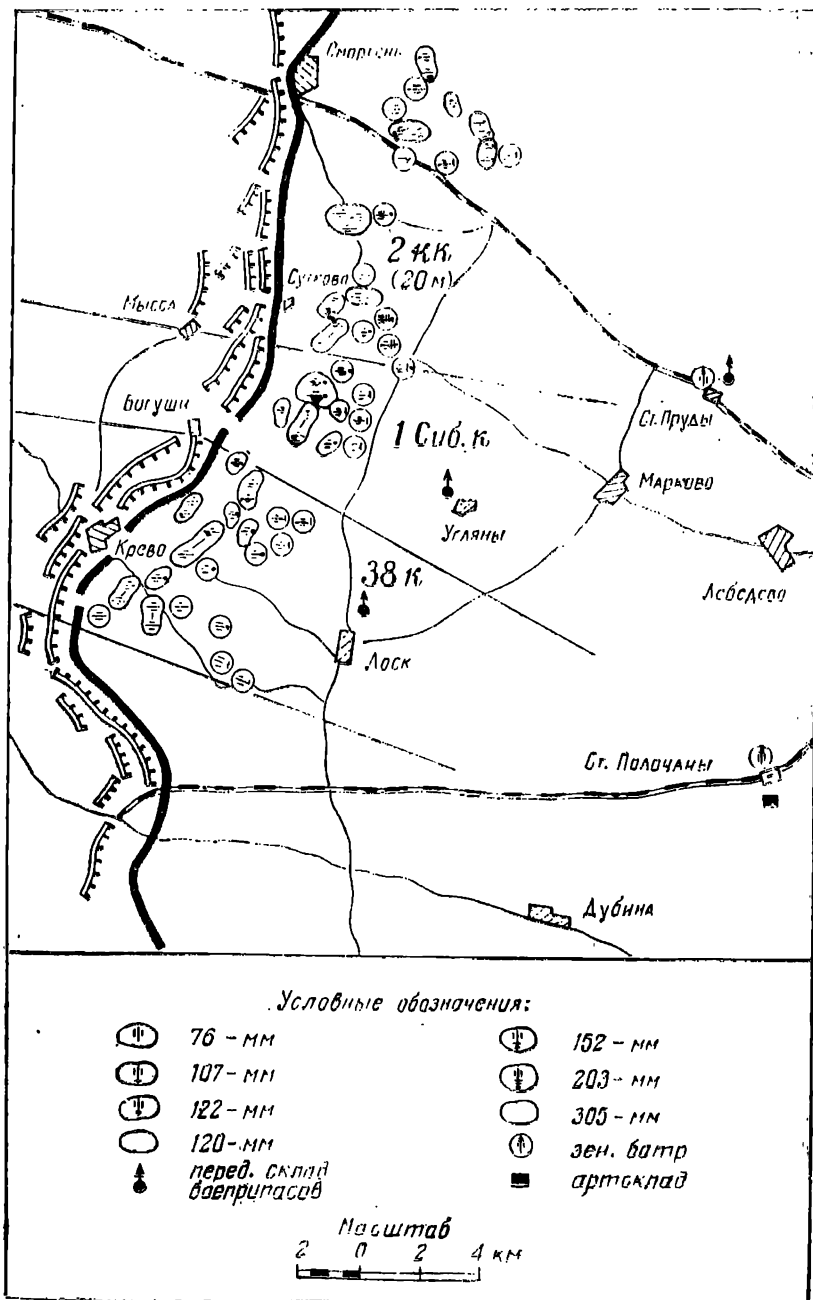 Сморгонь
2 К.К.
(20 м)
Сутково
Мысса
Богуши
Ст. Пруды
1 Сиб. к
Марково
Угляны
Крево
38 К
Лебедево
Лоск
Ст. Полочаны
Дубина
Условные обозначения:
76 - мм
107 - мм
122 - мм
120 - мм
перед. склад
боеприпасов
152 - мм
203 - мм
305 - мм
зен. батр
артсклад
Масштаб
2 0 2 4 км